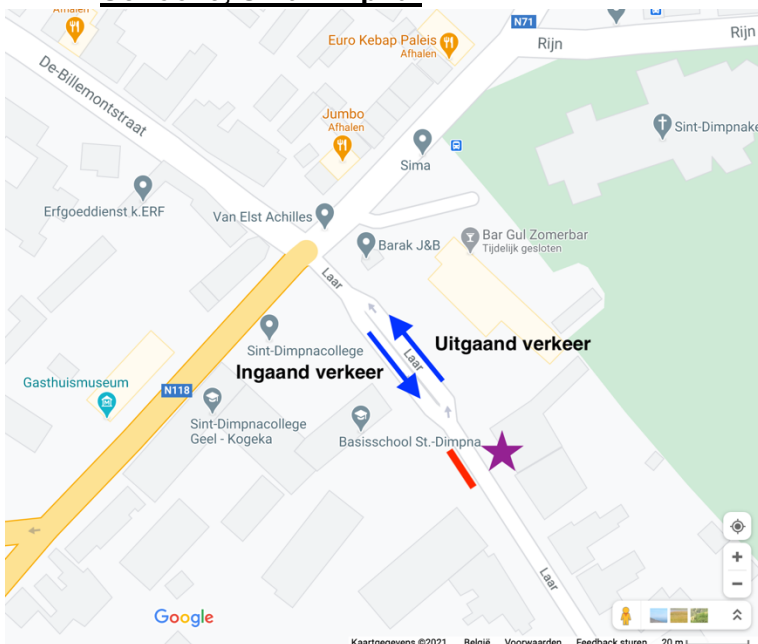 Afhalen
Euro Kebap Paleis
Afhalen
N71
Rijn
Rijn
De-Billemontstraat
Jumbo
Afhalen
Sima
Sint-Dimpnake
Erfgoeddienst k.ERF
Van Elst Achilles
Barak J&B
Bar Gul Zomerbar
Tijdelijk gesloten
Laar
Uitgaand verkeer
Sint-Dimpnacollege
Laar
Ingaand verkeer
Gasthuismuseum
N118
Sint-Dimpnacollege
Geel - Kogeka
Basisschool St.-Dimpna
Laar
Google
Kaartgegevens ©2021 België Voorwaarden Feedback sturen 20 m